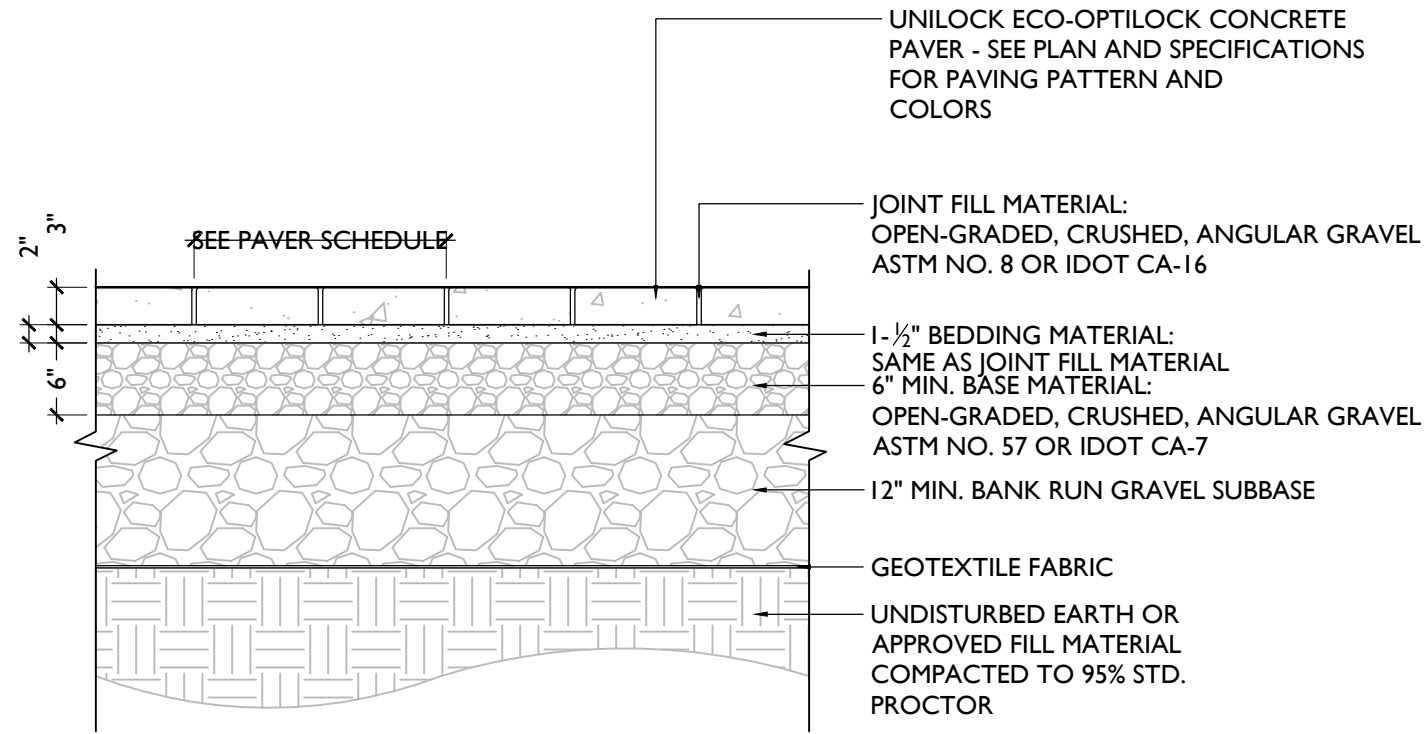 UNILOCK ECO-OPTILOCK CONCRETE
PAVER - SEE PLAN AND SPECIFICATIONS
FOR PAVING PATTERN AND
COLORS
JOINT FILL MATERIAL:
OPEN-GRADED, CRUSHED, ANGULAR GRAVEL
ASTM NO. 8 OR IDOT CA-16
2"
3"
SEE PAVER SCHEDULE
1-½" BEDDING MATERIAL:
SAME AS JOINT FILL MATERIAL
6"
6" MIN. BASE MATERIAL:
OPEN-GRADED, CRUSHED, ANGULAR GRAVEL
ASTM NO. 57 OR IDOT CA-7
12" MIN. BANK RUN GRAVEL SUBBASE
GEOTEXTILE FABRIC
UNDISTURBED EARTH OR
APPROVED FILL MATERIAL
COMPACTED TO 95% STD.
PROCTOR